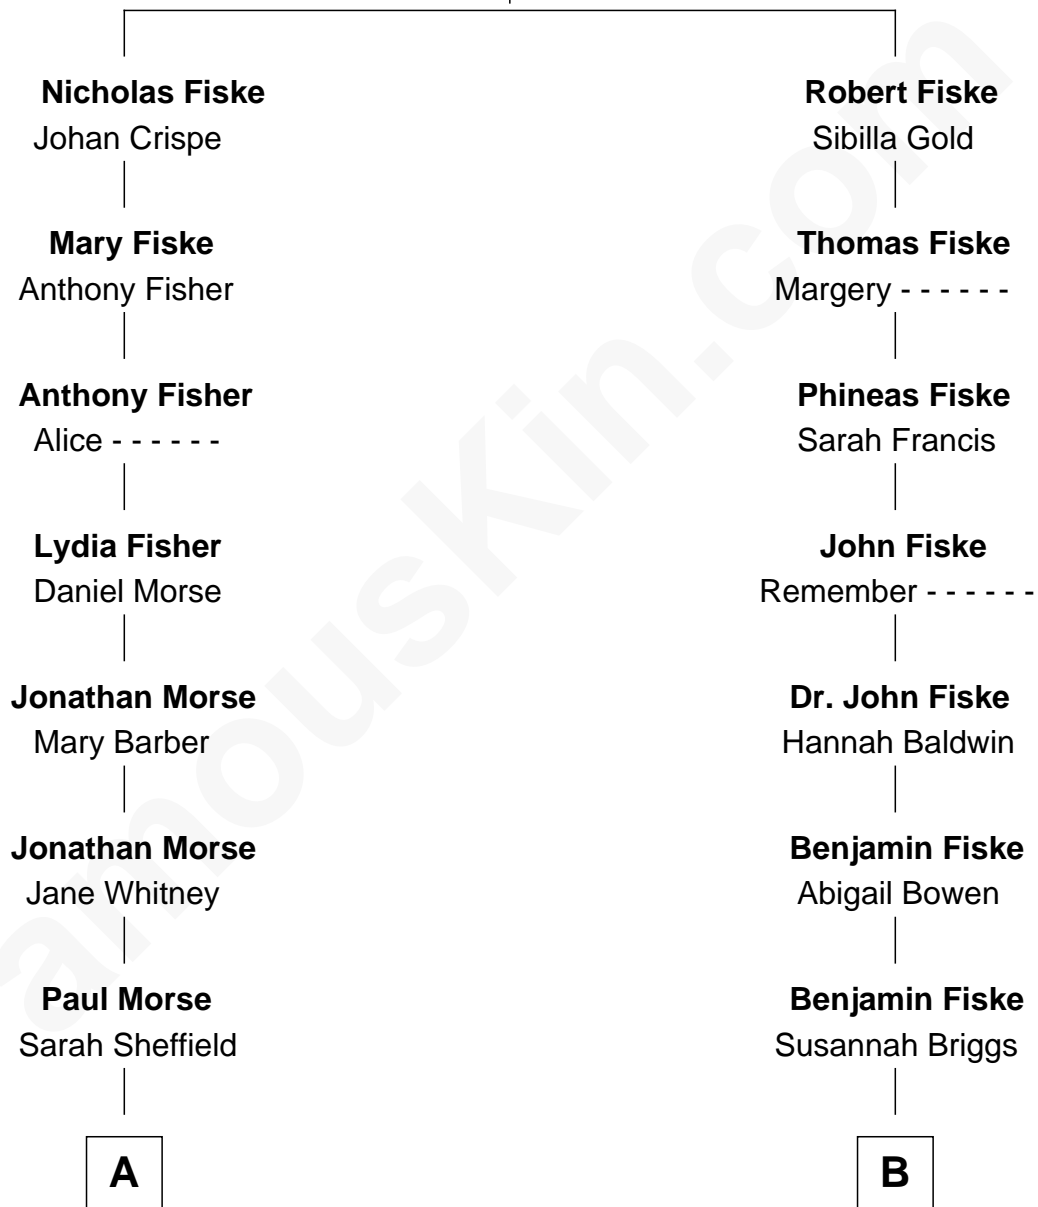 Nicholas Fiske
Johan Crispe
Mary Fiske
Anthony Fisher
Anthony Fisher
Alice - - - - - -
Lydia Fisher
Daniel Morse
Jonathan Morse
Mary Barber
Jonathan Morse
Jane Whitney
Paul Morse
Sarah Sheffield
A
Robert Fiske
Sibilla Gold
Thomas Fiske
Margery - - - - - -
Phineas Fiske
Sarah Francis
John Fiske
Remember - - - - - -
Dr. John Fiske
Hannah Baldwin
Benjamin Fiske
Abigail Bowen
Benjamin Fiske
Susannah Briggs
B
amouskin.com